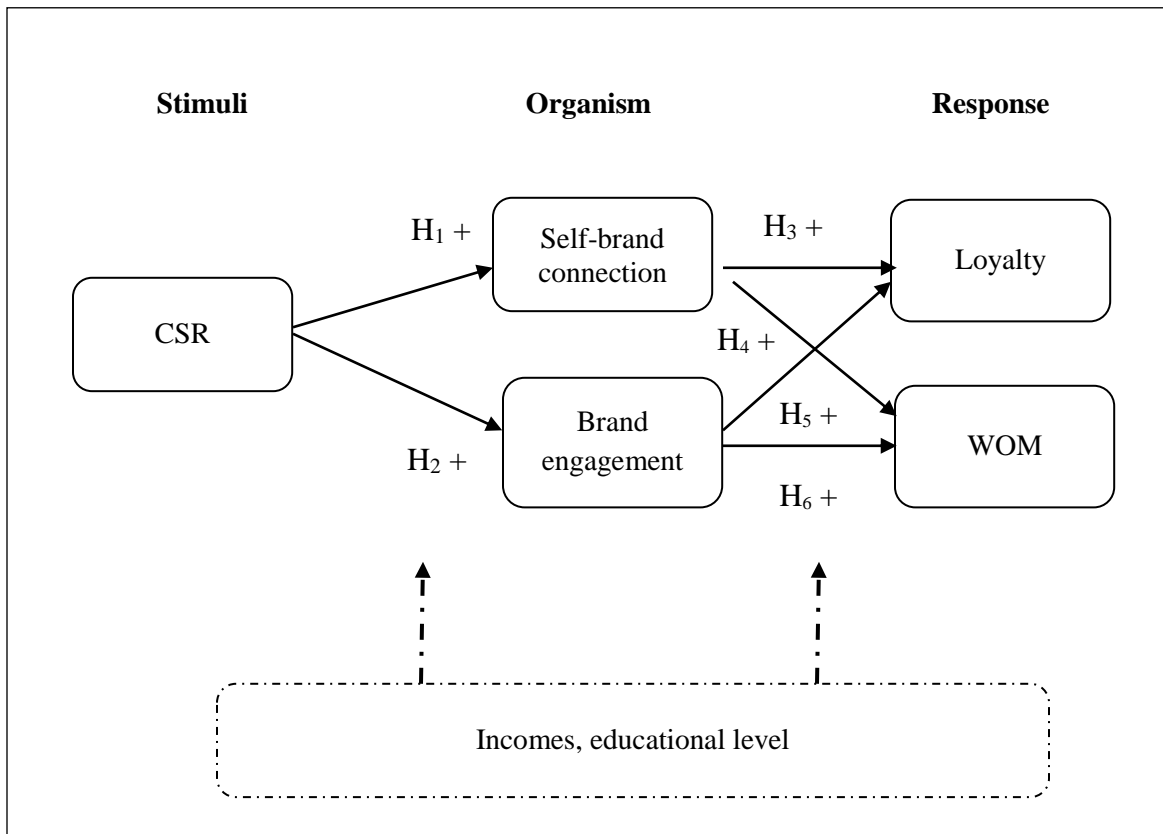 Stimuli
Organism
Response
H₁ +
Self-brand
connection
H₃ +
Loyalty
CSR
H₄ +
H₂ +
Brand
engagement
H₅ +
WOM
H₆ +
Incomes, educational level